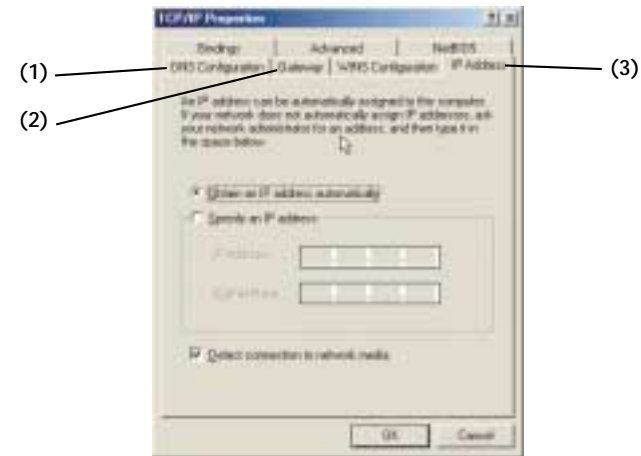 TCP/IP Properties
Bindings Advanced NetBIOS
(1) DNS Configuration Gateway WINS Configuration IP Address (3)
(2)
An IP address can be automatically assigned to this computer.
If your network does not automatically assign IP addresses, ask
your network administrator for an address, and then type it in
the space below.
Obtain an IP address automatically
Specify an IP address
IP Address:
Subnet Mask:
Detect connection to network media
OK Cancel